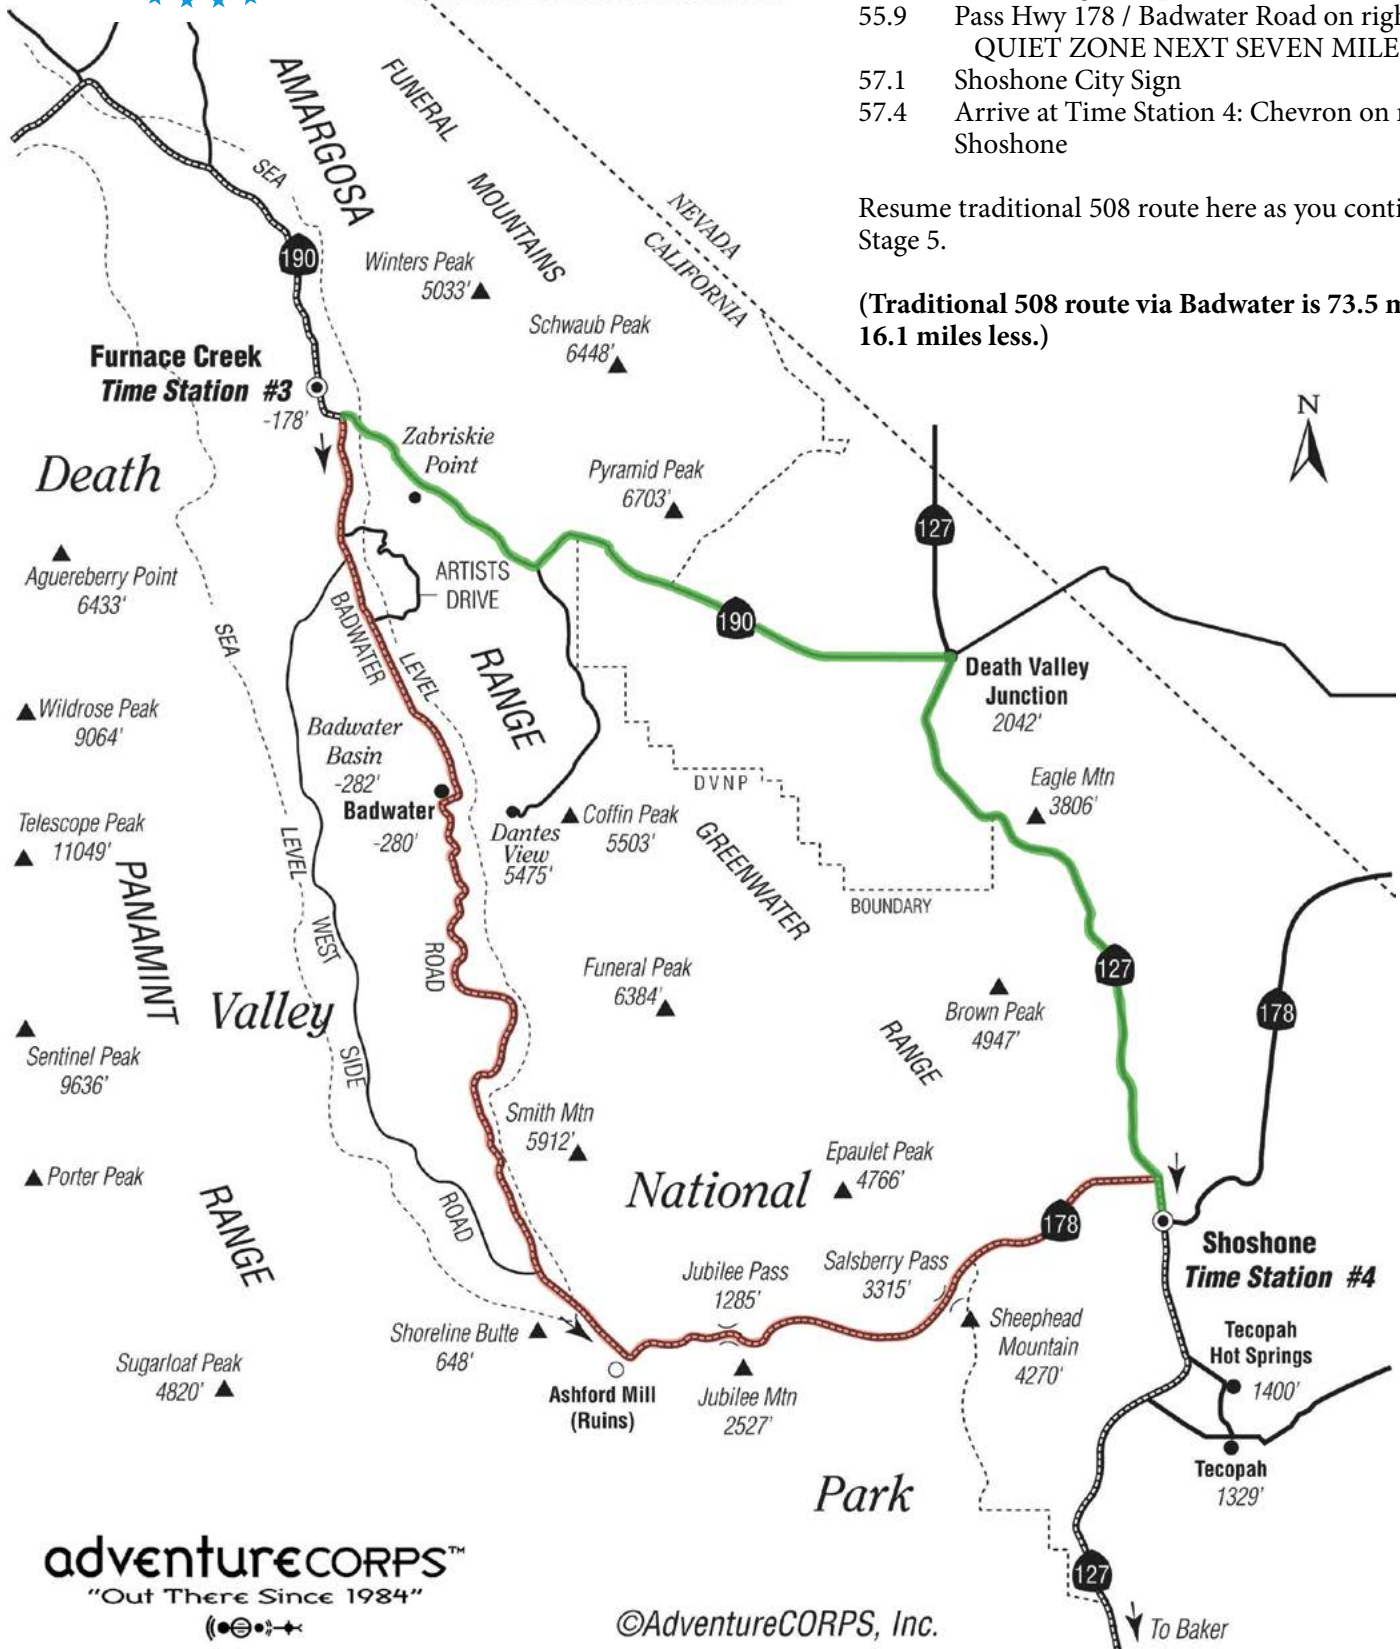 55.9 Pass Hwy 178 / Badwater Road on righ
QUIET ZONE NEXT SEVEN MILE
57.1 Shoshone City Sign
57.4 Arrive at Time Station 4: Chevron on
Shoshone
Resume traditional 508 route here as you conti
Stage 5.
(Traditional 508 route via Badwater is 73.5 m
16.1 miles less.)
AMARGOSA
FUNERAL
MOUNTAINS
SEA
NEVADA
CALIFORNIA
190
Winters Peak
5033'
Schwaub Peak
6448'
Furnace Creek
Time Station #3
-178'
N
Zabriskie
Point
Death
Pyramid Peak
6703'
127
Aguereberry Point
6433'
ARTISTS
DRIVE
BADWATER
190
SEA
LEVEL
RANGE
Death Valley
Junction
2042'
Wildrose Peak
9064'
Badwater
Basin
-282'
Badwater
-280'
DVNP
Eagle Mtn
3806'
Telescope Peak
11049'
Dantes
View
5475'
Coffin Peak
5503'
GREENWATER
LEVEL
PANAMINT
BOUNDARY
WEST
ROAD
Funeral Peak
6384'
127
Valley
Brown Peak
4947'
178
Sentinel Peak
9636'
SIDE
RANGE
Smith Mtn
5912'
Epaulet Peak
4766'
Porter Peak
National
RANGE
ROAD
178
Shoshone
Time Station #4
Jubilee Pass
1285'
Salsberry Pass
3315'
Shoreline Butte
648'
Sheephead
Mountain
4270'
Tecopah
Hot Springs
1400'
Sugarloaf Peak
4820'
Ashford Mill
(Ruins)
Jubilee Mtn
2527'
Tecopah
1329'
Park
adventureCORPS™
"Out There Since 1984"
127
©AdventureCORPS, Inc.
To Baker